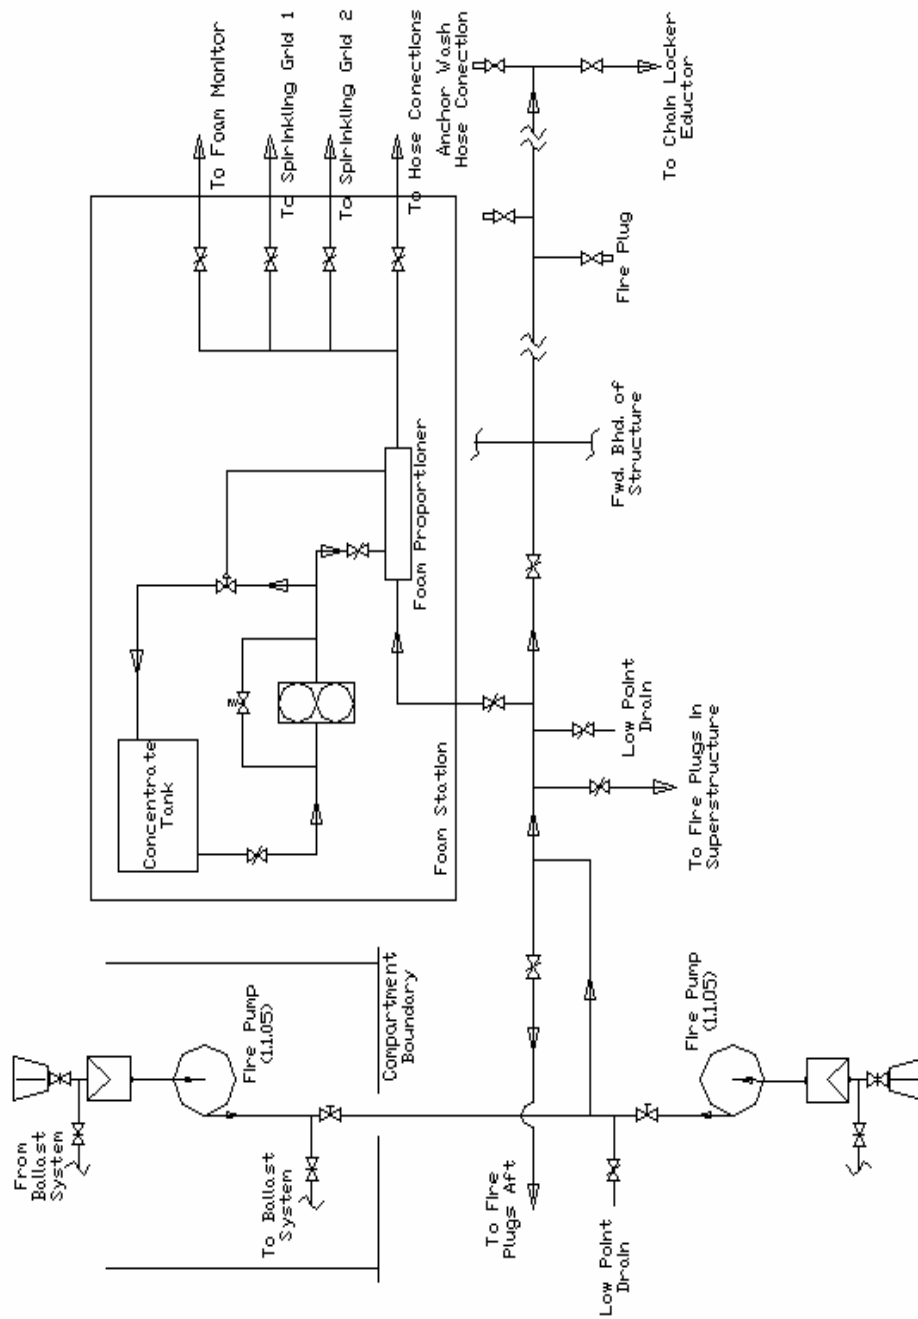 To Foam Monitor
To Spirinkling Grid 1
To Spirinkling Grid 2
To Hose Conections
Anchor Wash
Hose Conection
To Chain Locker
Eductor
Fire Plug
Fwd. Bhd. of
Structure
Foam Proportioner
Concentrate
Tank
Foam Station
Low Point
Drain
To Fire Plugs in
Superstructure
Compartment
Boundary
Fire Pump
(1.1.05)
Fire Pump
(1.1.05)
From
Ballast
System
To Ballast
System
To Fire
Plugs Aft
Low Point
Drain